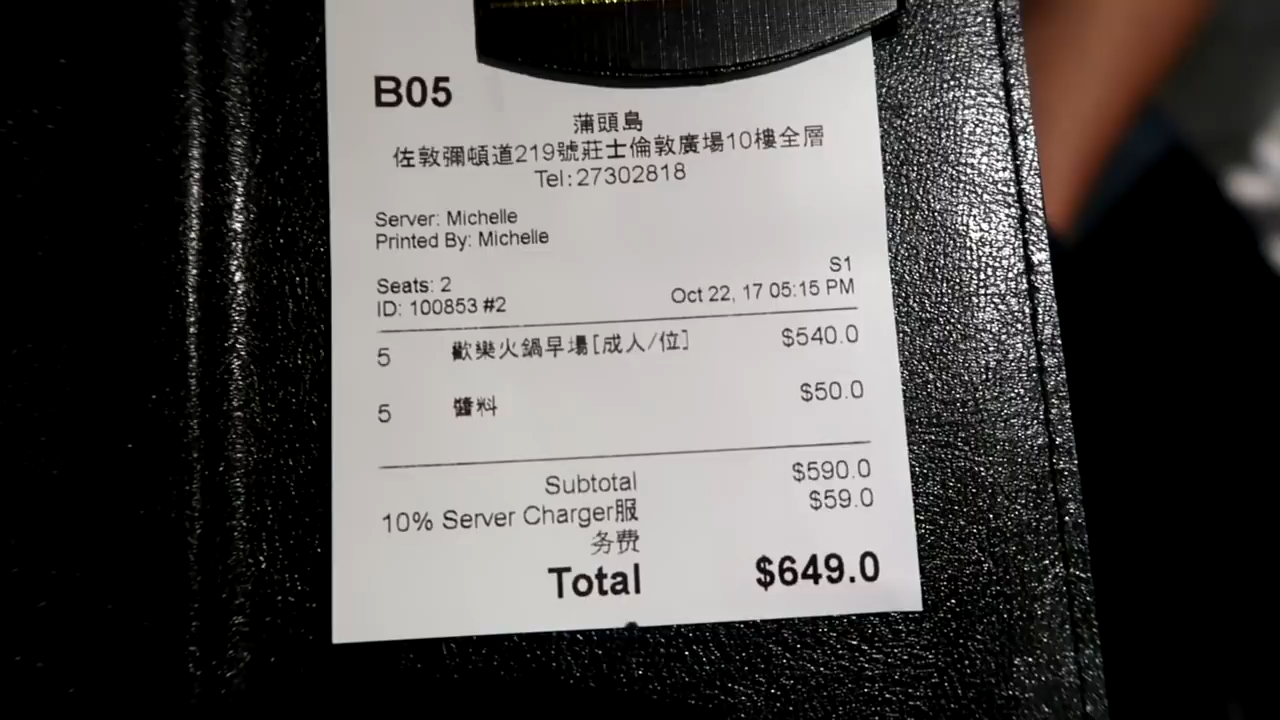 B05
蒲頭島
佐敦彌頓道219號莊士倫敦廣場10樓全層
Tel:27302818
Server: Michelle
Printed By: Michelle
S1
Seats: 2
ID: 100853 #2 Oct 22, 17 05:15 PM
5 歡樂火鍋早場[成人/位] $540.0
5 醬料 $50.0
Subtotal $590.0
10% Server Charger服 $59.0
务费
Total $649.0